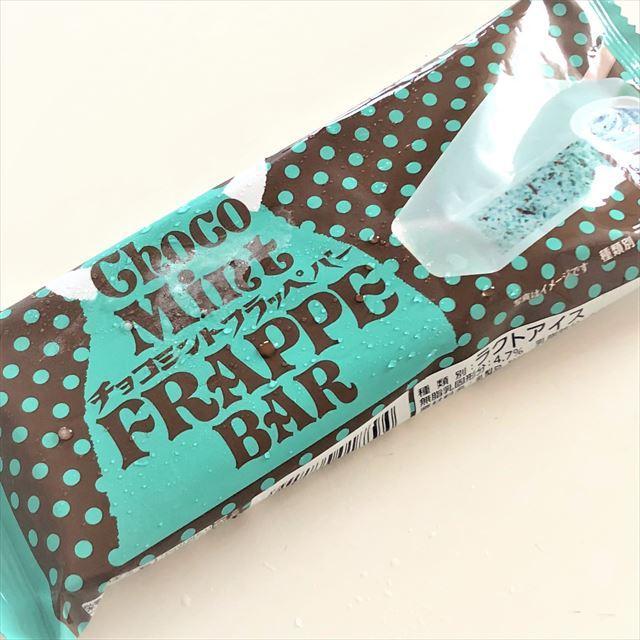 Choco
Mint
チョコミントフラッペバー
FRAPPE
BAR
写真はイメージです
種類別
種類別:ラクトアイス
無脂乳固形分:4.7%